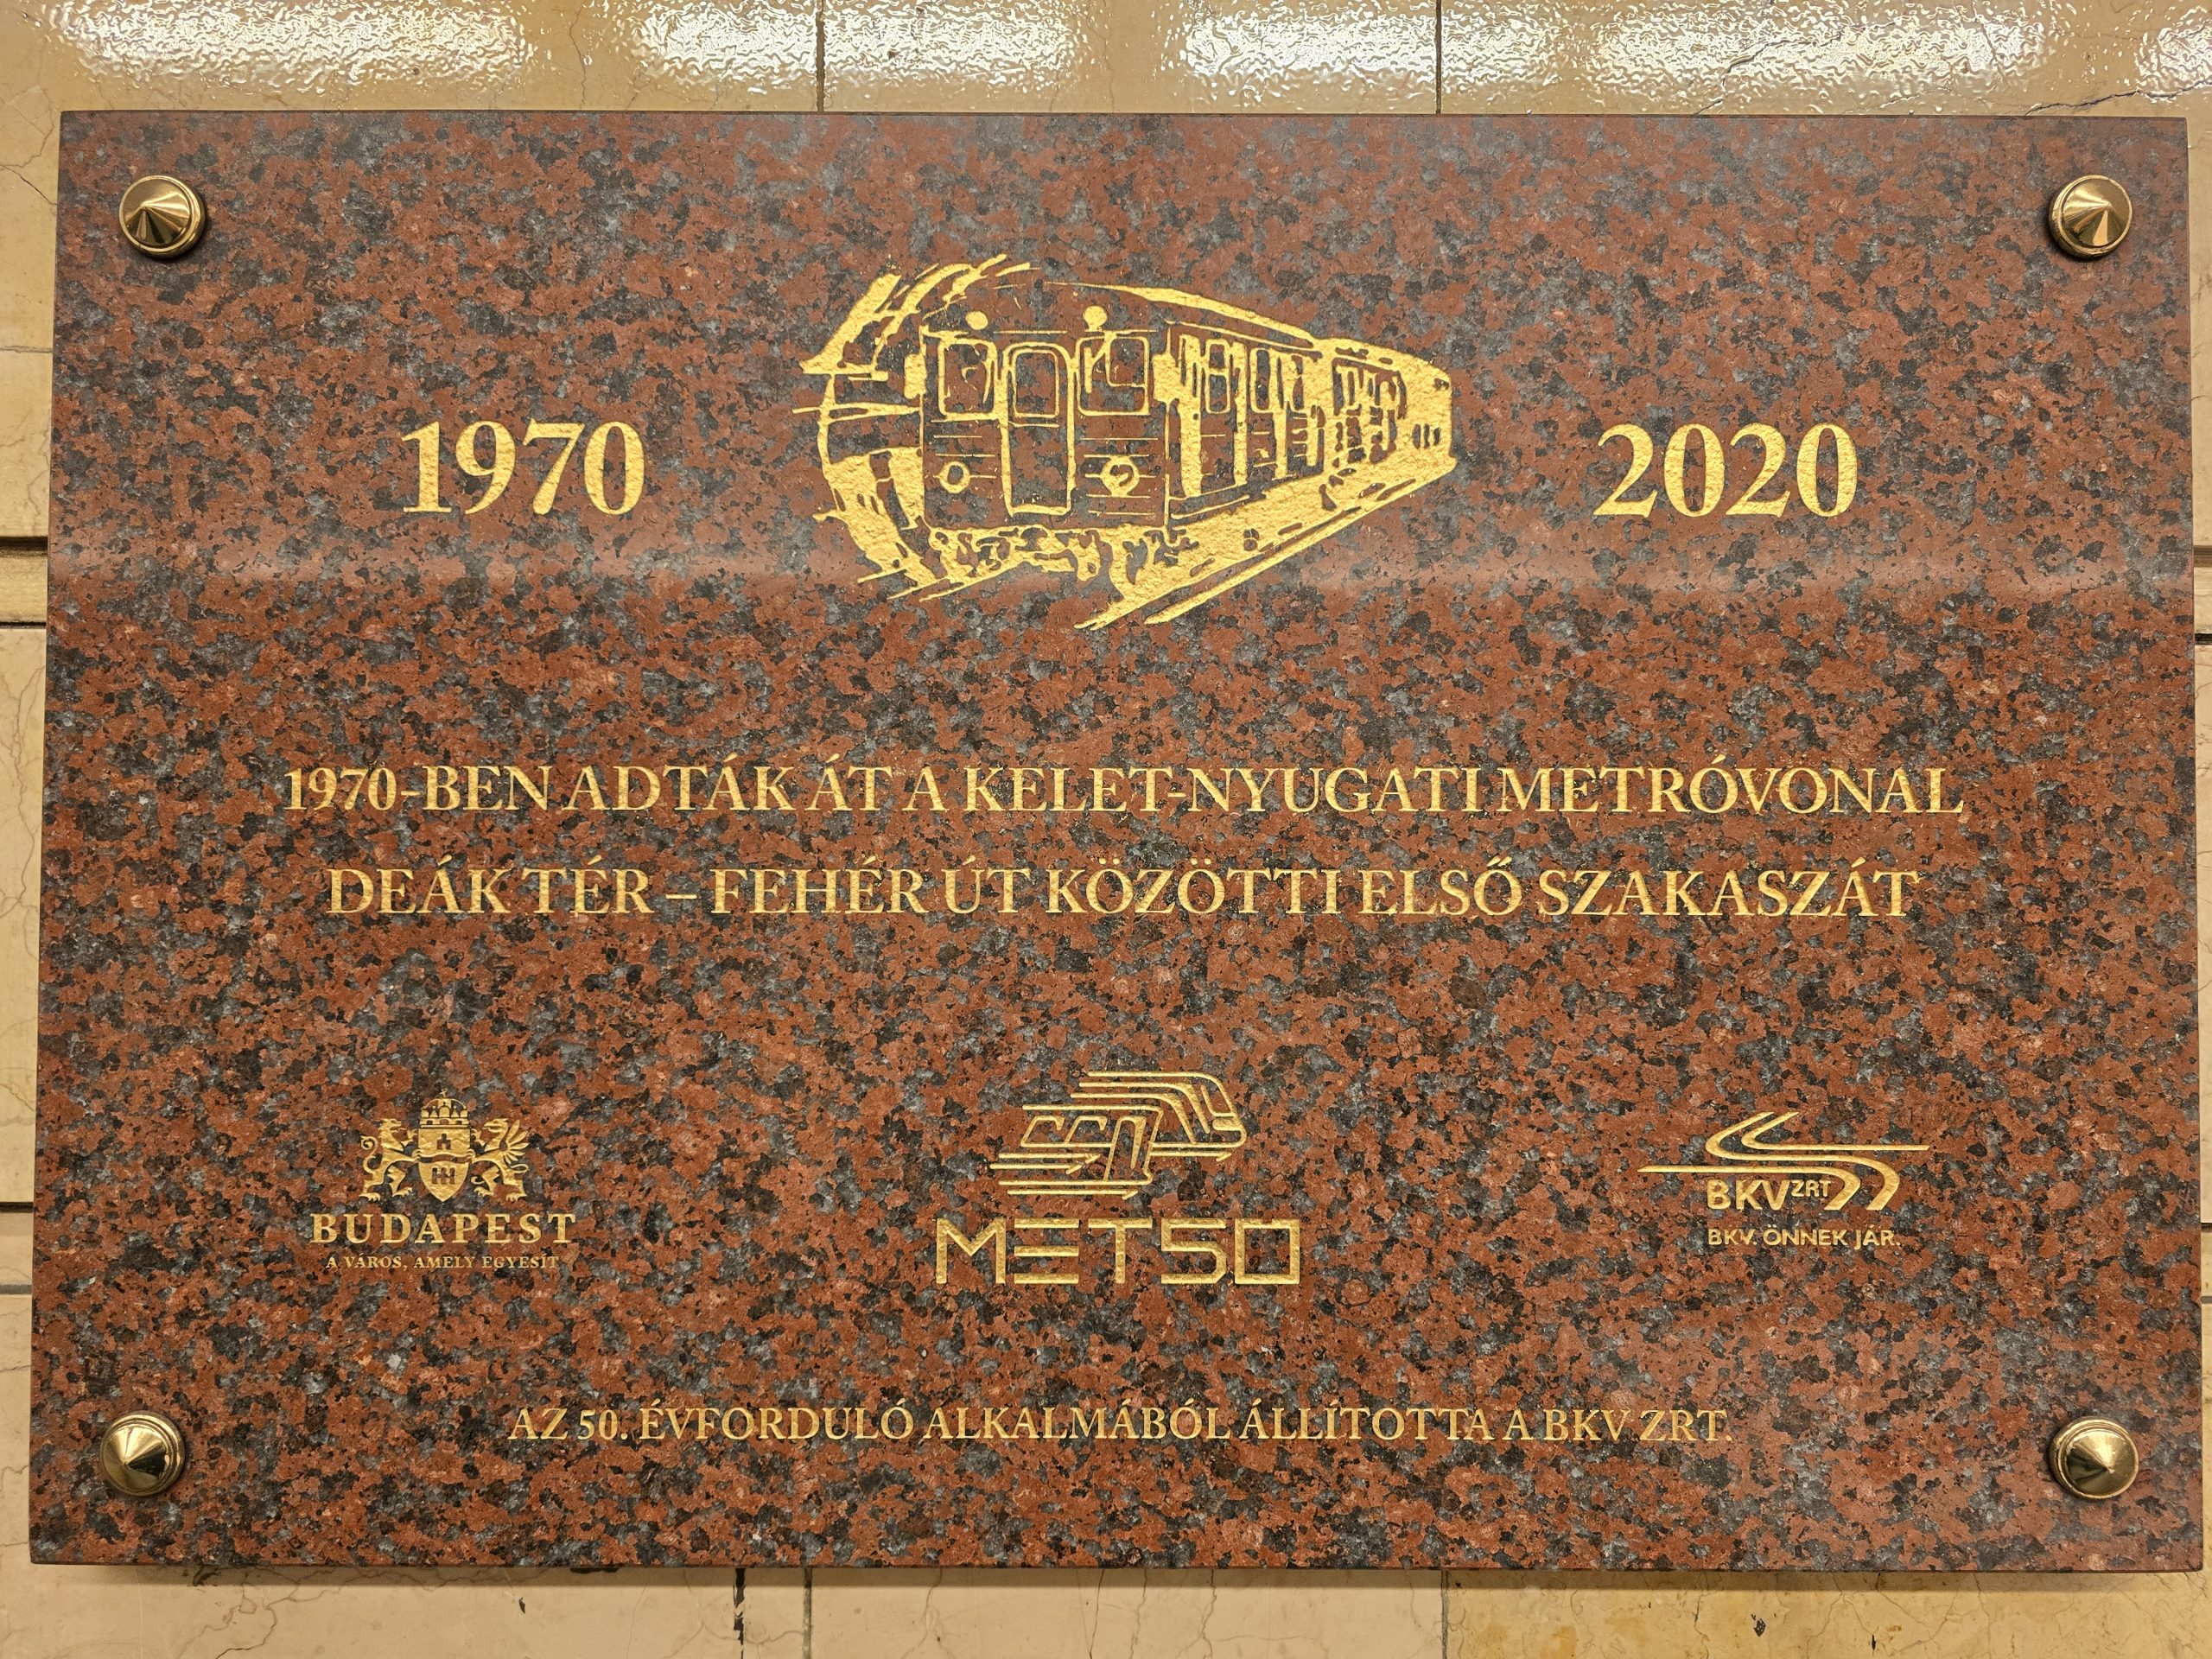 1970
2020
1970-BEN ADTÁK ÁT A KELET-NYUGATI METRÓVONAL
DEÁK TÉR – FEHÉR ÚT KÖZÖTTI ELSŐ SZAKASZÁT
BUDAPEST
A VÁROS, AMELY EGYESÍT
MET50
BKV ZRT
BKV. ÖNNEK JÁR.
AZ 50. ÉVFORDULÓ ALKALMÁBÓL ÁLLÍTOTTA A BKV ZRT.